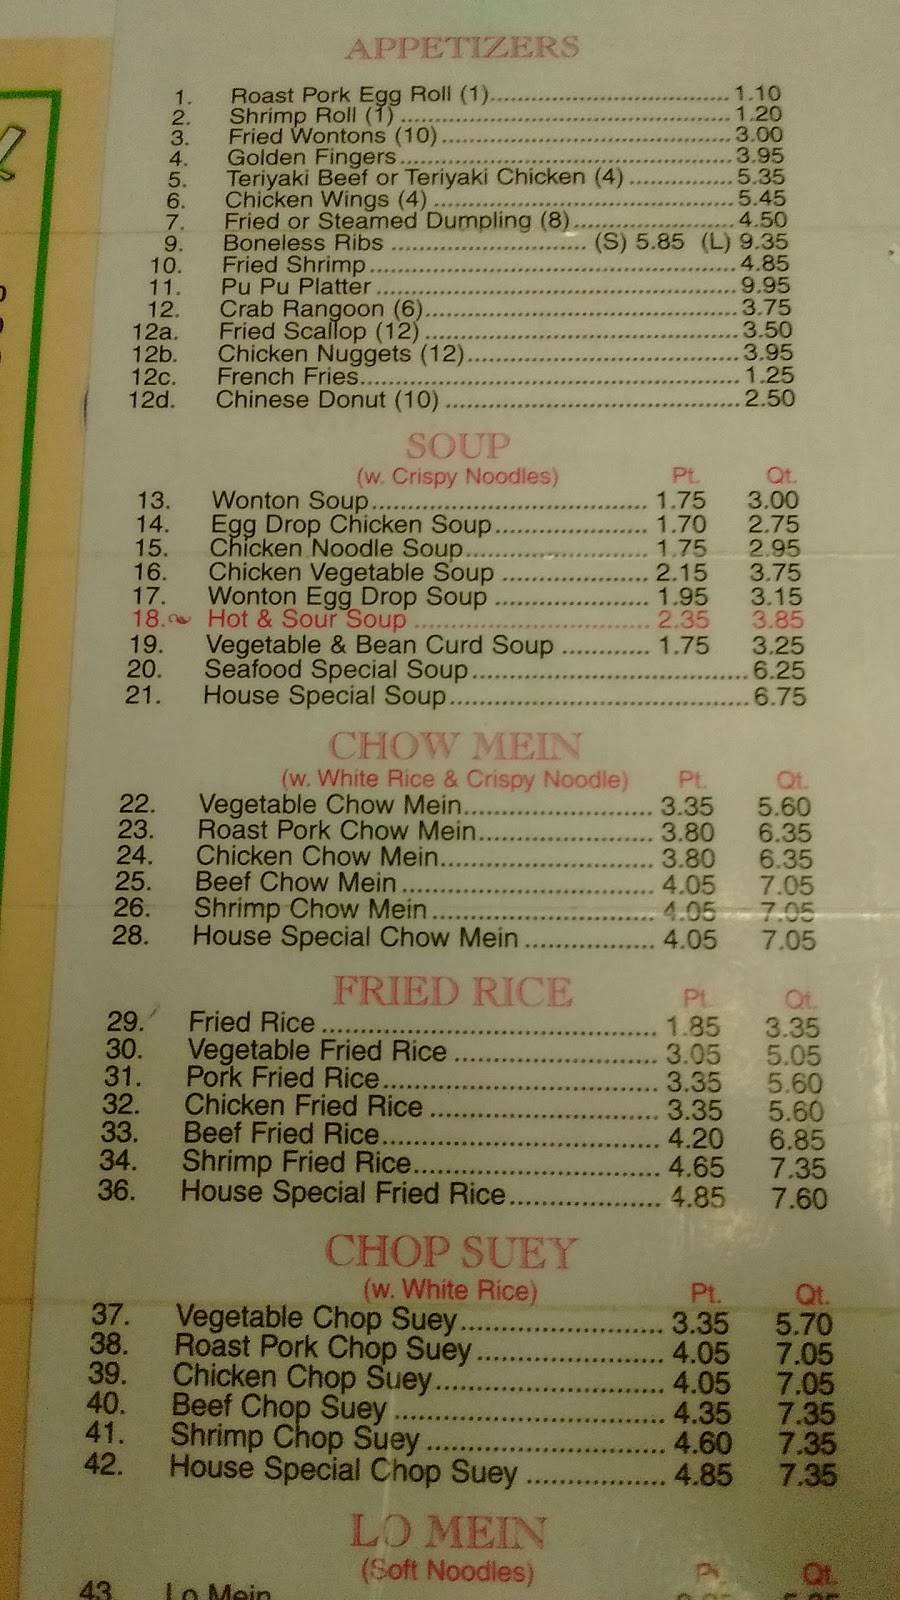 APPETIZERS
1. Roast Pork Egg Roll (1) 1.10
2. Shrimp Roll (1) 1.20
3. Fried Wontons (10) 3.00
4. Golden Fingers 3.95
5. Teriyaki Beef or Teriyaki Chicken (4) 5.35
6. Chicken Wings (4) 5.45
7. Fried or Steamed Dumpling (8) 4.50
9. Boneless Ribs (S) 5.85 (L) 9.35
10. Fried Shrimp 4.85
11. Pu Pu Platter 9.95
12. Crab Rangoon (6) 3.75
12a. Fried Scallop (12) 3.50
12b. Chicken Nuggets (12) 3.95
12c. French Fries 1.25
12d. Chinese Donut (10) 2.50
SOUP
(w. Crispy Noodles) Pt. Qt.
13. Wonton Soup 1.75 3.00
14. Egg Drop Chicken Soup 1.70 2.75
15. Chicken Noodle Soup 1.75 2.95
16. Chicken Vegetable Soup 2.15 3.75
17. Wonton Egg Drop Soup 1.95 3.15
18. Hot & Sour Soup 2.35 3.85
19. Vegetable & Bean Curd Soup 1.75 3.25
20. Seafood Special Soup 6.25
21. House Special Soup 6.75
CHOW MEIN
(w. White Rice & Crispy Noodle) Pt. Qt.
22. Vegetable Chow Mein 3.35 5.60
23. Roast Pork Chow Mein 3.80 6.35
24. Chicken Chow Mein 3.80 6.35
25. Beef Chow Mein 4.05 7.05
26. Shrimp Chow Mein 4.05 7.05
28. House Special Chow Mein 4.05 7.05
FRIED RICE Pt. Qt.
29. Fried Rice 1.85 3.35
30. Vegetable Fried Rice 3.05 5.05
31. Pork Fried Rice 3.35 5.60
32. Chicken Fried Rice 3.35 5.60
33. Beef Fried Rice 4.20 6.85
34. Shrimp Fried Rice 4.65 7.35
36. House Special Fried Rice 4.85 7.60
CHOP SUEY
(w. White Rice) Pt. Qt.
37. Vegetable Chop Suey 3.35 5.70
38. Roast Pork Chop Suey 4.05 7.05
39. Chicken Chop Suey 4.05 7.05
40. Beef Chop Suey 4.35 7.35
41. Shrimp Chop Suey 4.60 7.35
42. House Special Chop Suey 4.85 7.35
LO MEIN
(Soft Noodles) Pt. Qt.
43. Lo Mein